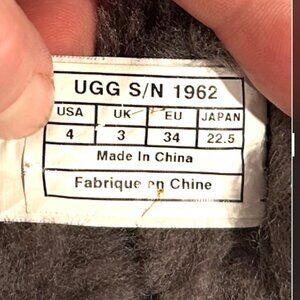 UGG S/N 1962
USA UK EU JAPAN
4 3 34 22.5
Made In China
Fabrique en Chine